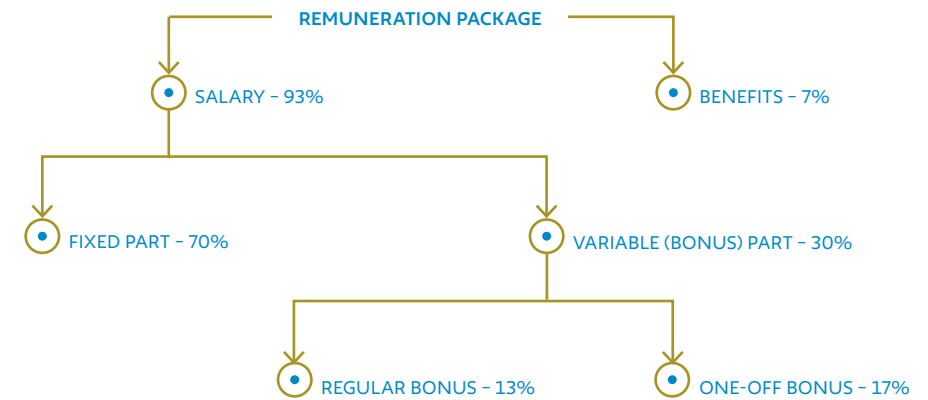 REMUNERATION PACKAGE
SALARY – 93%
BENEFITS – 7%
FIXED PART – 70%
VARIABLE (BONUS) PART – 30%
REGULAR BONUS – 13%
ONE-OFF BONUS – 17%